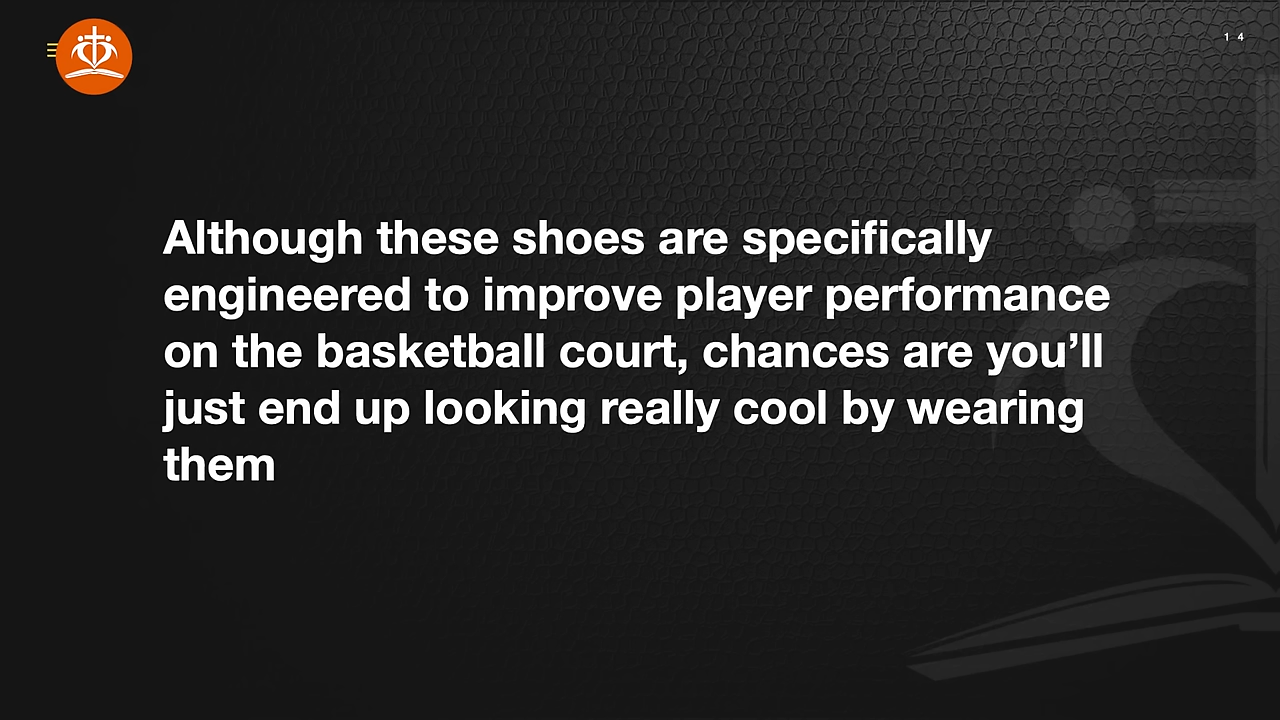 1 4
Although these shoes are specifically
engineered to improve player performance
on the basketball court, chances are you’ll
just end up looking really cool by wearing
them